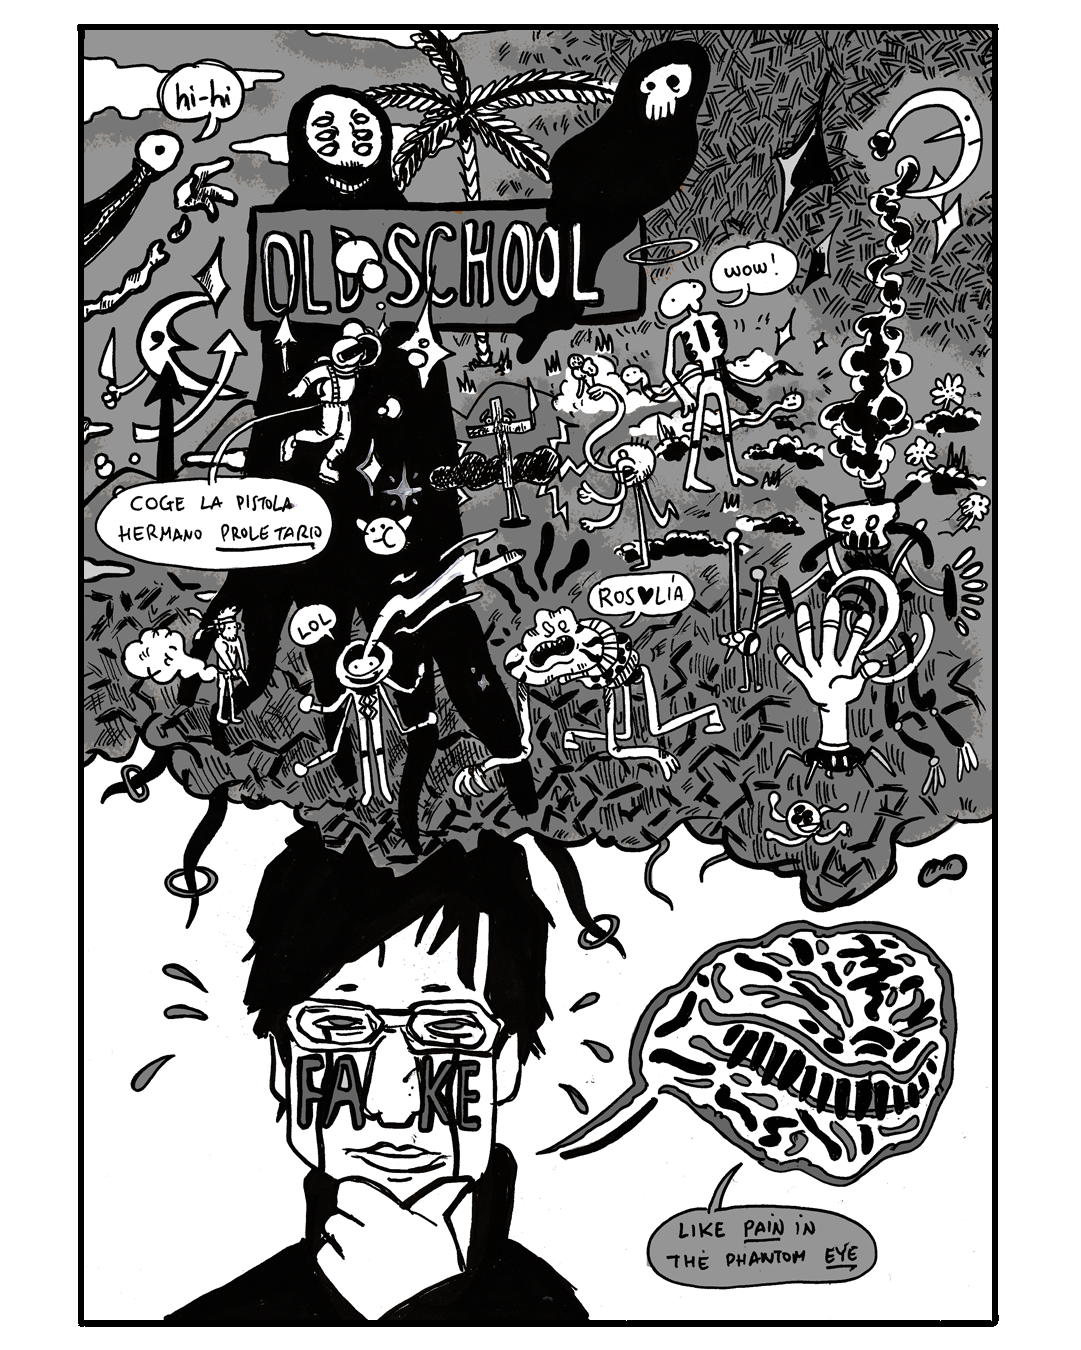 hi-hi
OLD SCHOOL
WOW!
COGE LA PISTOLA
HERMANO PROLETARIO
ROS♥LÍA
LOL
FAKE
LIKE PAIN IN
THE PHANTOM EYE